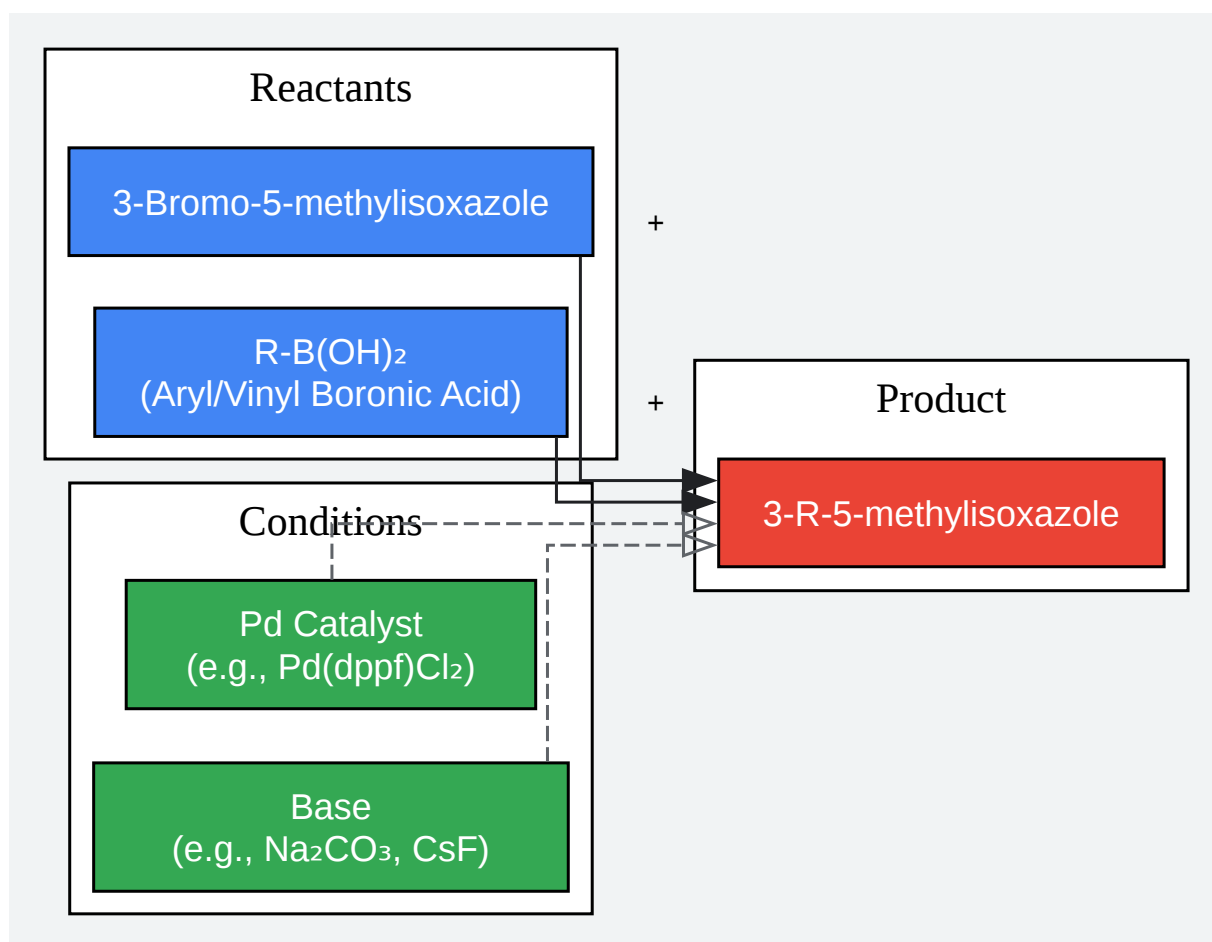 Reactants
3-Bromo-5-methylisoxazole
+
R-B(OH)₂
(Aryl/Vinyl Boronic Acid)
+
Product
3-R-5-methylisoxazole
Conditions
Pd Catalyst
(e.g., Pd(dppf)Cl₂)
Base
(e.g., Na₂CO₃, CsF)